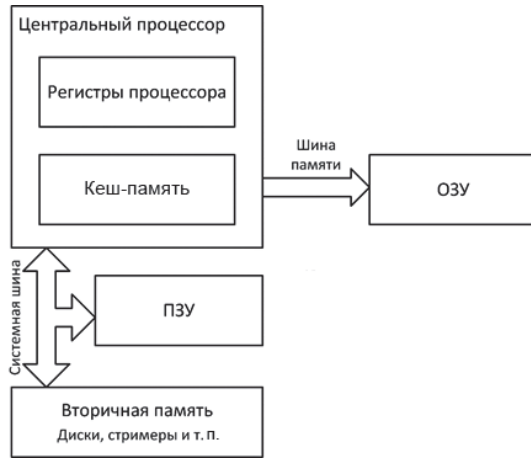 Центральный процессор
Регистры процессора
Кеш-память
Шина
памяти
ОЗУ
Системная шина
ПЗУ
Вторичная память
Диски, стримеры и т. п.